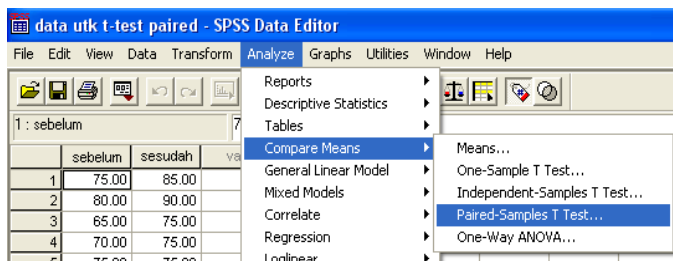 data utk t-test paired - SPSS Data Editor
File Edit View Data Transform Analyze Graphs Utilities Window Help
1 : sebelum
sebelum sesudah
1 75.00 85.00
2 80.00 90.00
3 65.00 75.00
4 70.00 75.00
Reports
Descriptive Statistics
Tables
Compare Means
General Linear Model
Mixed Models
Correlate
Regression
Loglinear
Means...
One-Sample T Test...
Independent-Samples T Test...
Paired-Samples T Test...
One-Way ANOVA...